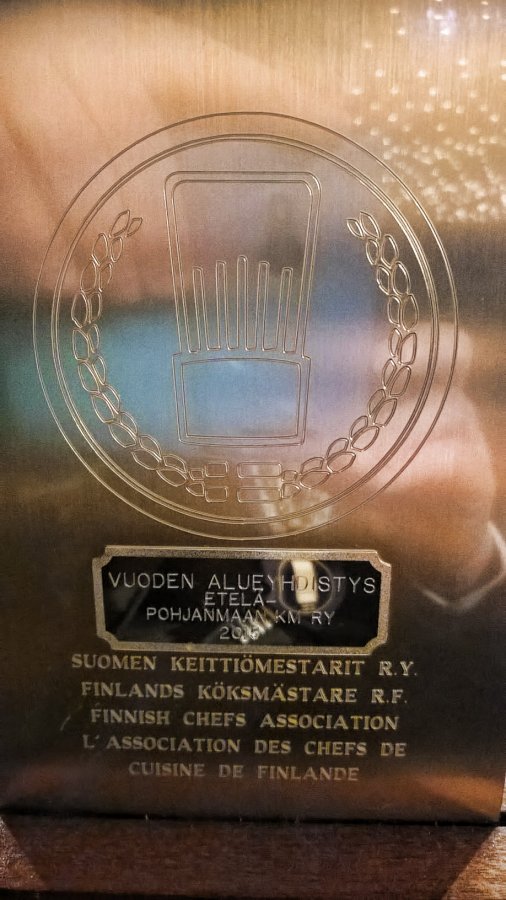 VUODEN ALUEYHDISTYS
ETELÄ-
POHJANMAAN KM RY
SUOMEN KEITTIÖMESTARIT R.Y.
FINLANDS KÖKSMÄSTARE R.F.
FINNISH CHEFS ASSOCIATION
L'ASSOCIATION DES CHEFS DE
CUISINE DE FINLANDE